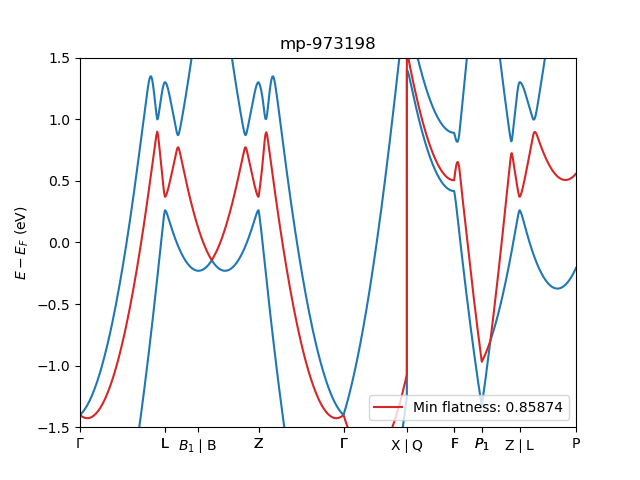 mp-973198
E − E_F (eV)
1.5
1.0
0.5
0.0
−0.5
−1.0
−1.5
Min flatness: 0.85874
Γ L B₁ | B Z Γ X | Q F P₁ Z | L P